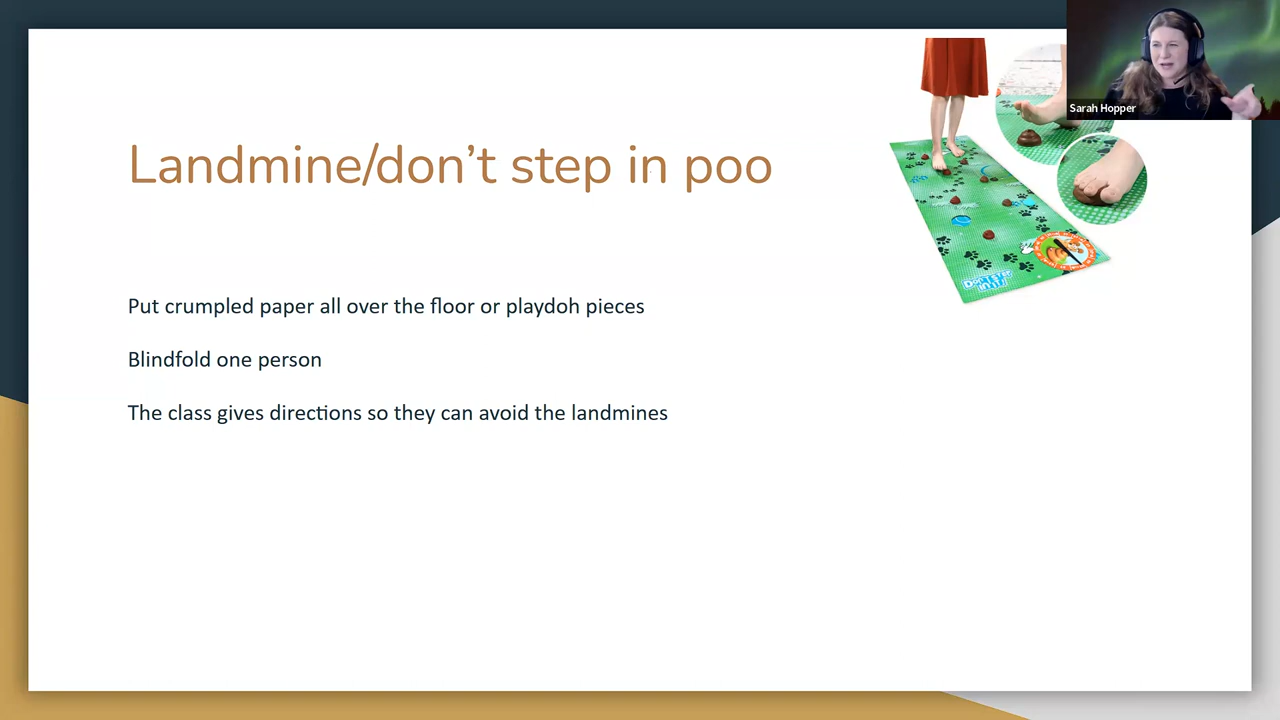 Sarah Hopper
Landmine/don't step in poo
Put crumpled paper all over the floor or playdoh pieces
Blindfold one person
The class gives directions so they can avoid the landmines